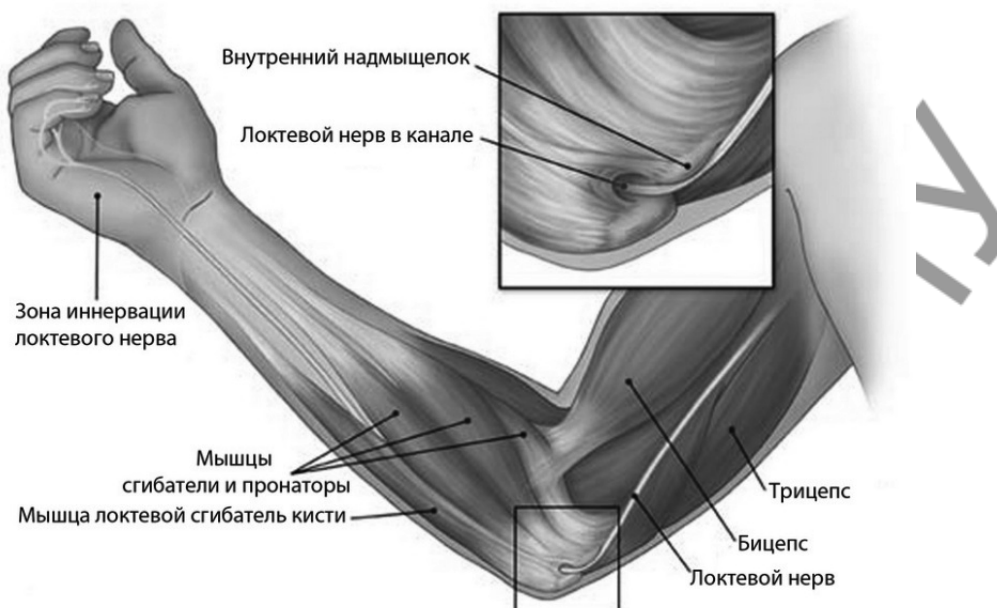 Внутренний надмыщелок
Локтевой нерв в канале
Зона иннервации
локтевого нерва
Мышцы
сгибатели и пронаторы
Мышца локтевой сгибатель кисти
Трицепс
Бицепс
Локтевой нерв